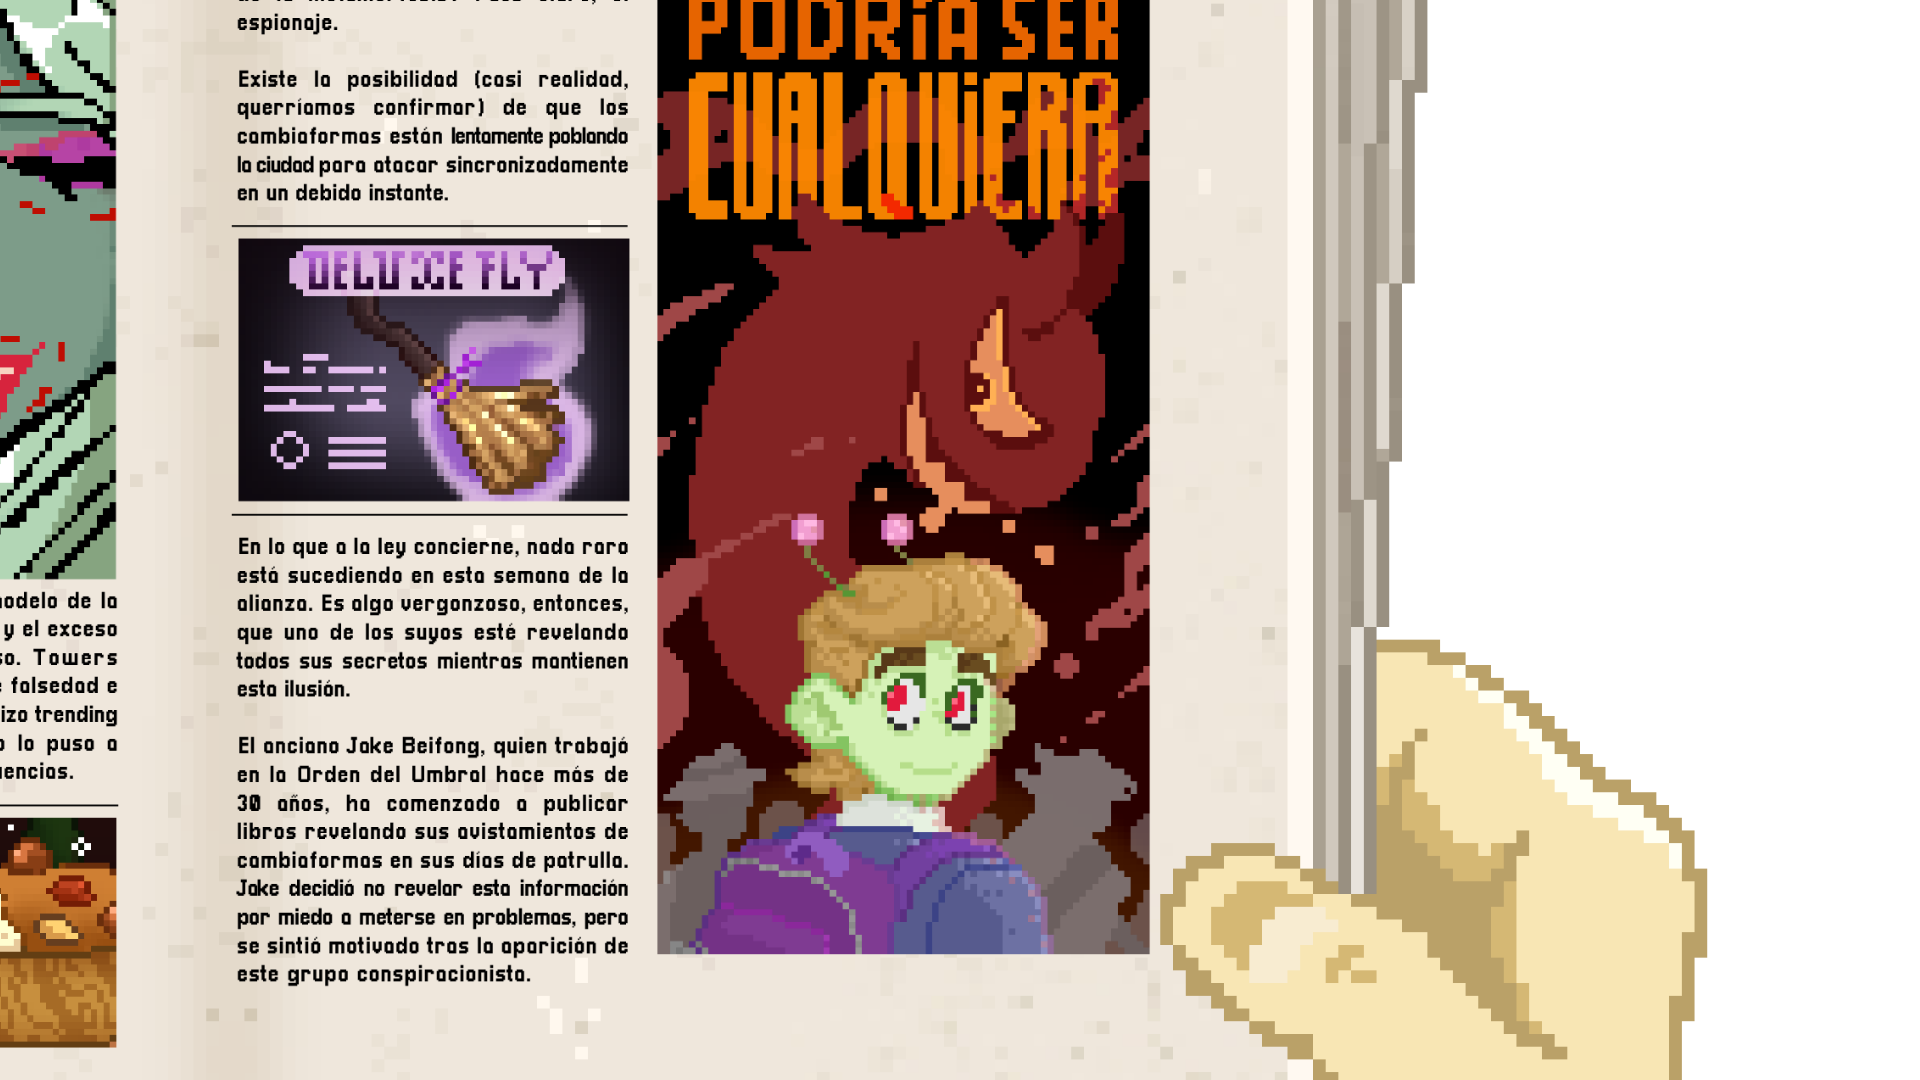 odelo de la
y el exceso
so. Towers
falsedad e
izo trending
lo puso a
uencias.
espionaje.
Existe la posibilidad (casi realidad,
querríamos confirmar) de que los
cambiaformas están lentamente poblando
la ciudad para atacar sincronizadamente
en un debido instante.
DELUXE FLY
En lo que a la ley concierne, nada raro
está sucediendo en esta semana de la
alianza. Es algo vergonzoso, entonces,
que uno de los suyos esté revelando
todos sus secretos mientras mantienen
esta ilusión.
El anciano Jake Beifong, quien trabajó
en la Orden del Umbral hace más de
30 años, ha comenzado a publicar
libros revelando sus avistamientos de
cambiaformas en sus días de patrulla.
Jake decidió no revelar esta información
por miedo a meterse en problemas, pero
se sintió motivado tras la aparición de
este grupo conspiracionista.
PODRÍA SER
CUALQUIERA